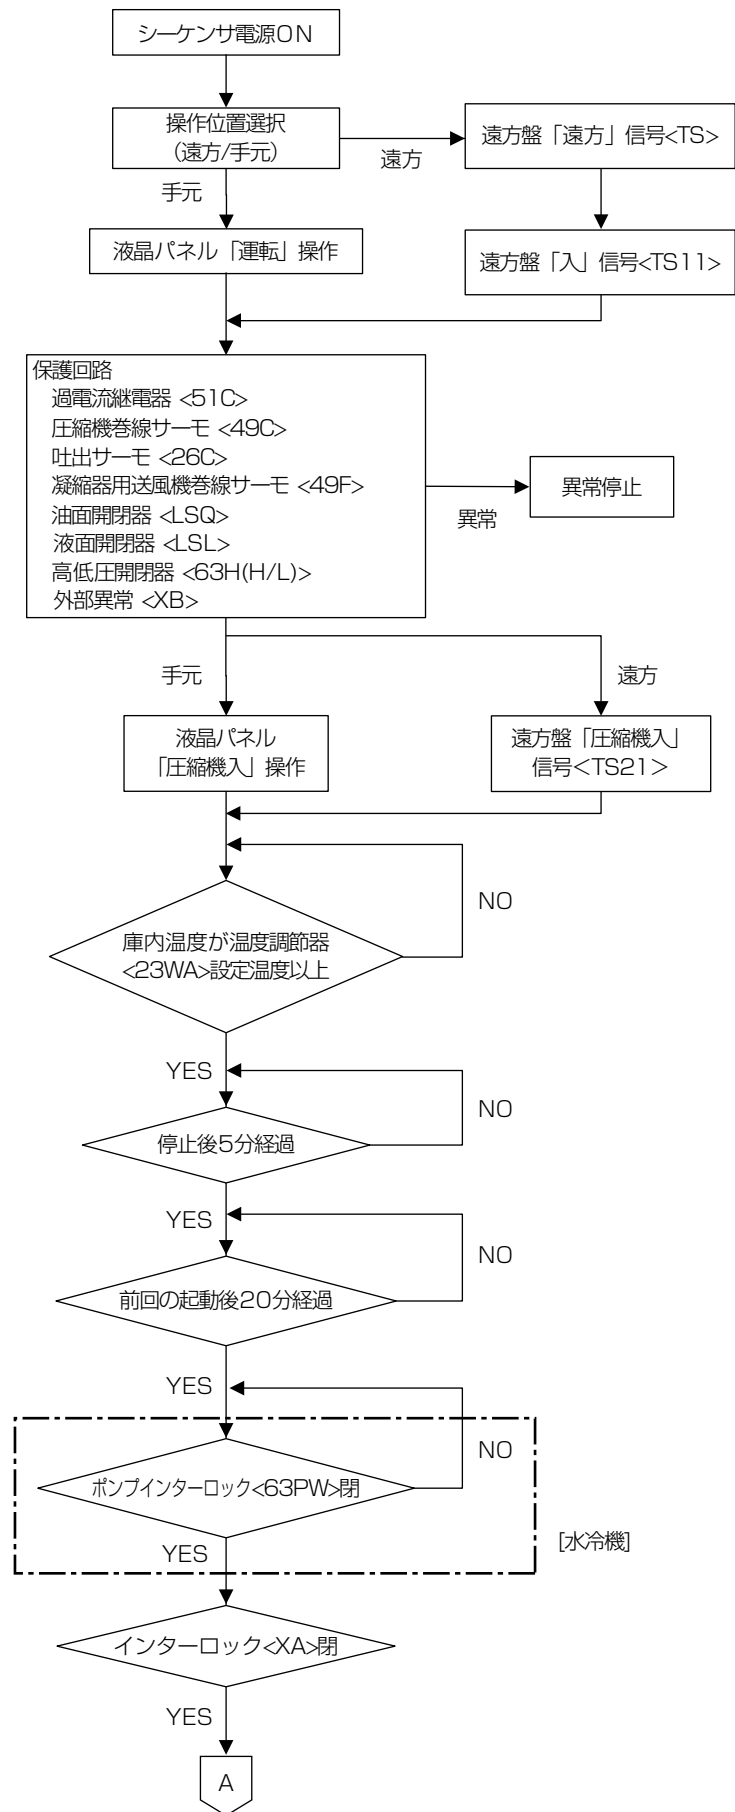 シーケンサ電源ON
操作位置選択
(遠方/手元)
遠方
遠方盤「遠方」信号<TS>
手元
液晶パネル「運転」操作
遠方盤「入」信号<TS11>
保護回路
過電流継電器 <51C>
圧縮機巻線サーモ <49C>
吐出サーモ <26C>
凝縮器用送風機巻線サーモ <49F>
油面開閉器 <LSQ>
液面開閉器 <LSL>
高低圧開閉器 <63H(H/L)>
外部異常 <XB>
異常
異常停止
手元
遠方
液晶パネル
「圧縮機入」操作
遠方盤「圧縮機入」
信号<TS21>
NO
庫内温度が温度調節器
<23WA>設定温度以上
YES
NO
停止後5分経過
YES
NO
前回の起動後20分経過
YES
NO
ポンプインターロック<63PW>閉
[水冷機]
YES
インターロック<XA>閉
YES
A